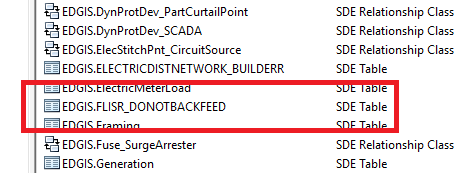 EDGIS.DynProtDev_PartCurtailPoint SDE Relationship Class
EDGIS.DynProtDev_SCADA SDE Relationship Class
EDGIS.ElecStitchPnt_CircuitSource SDE Relationship Class
EDGIS.ELECTRICDISTNETWORK_BUILDERR SDE Table
EDGIS.ElectricMeterLoad SDE Table
EDGIS.FLISR_DONOTBACKFEED SDE Table
EDGIS.Framing SDE Table
EDGIS.Fuse_SurgeArrester SDE Relationship Class
EDGIS.Generation SDE Table